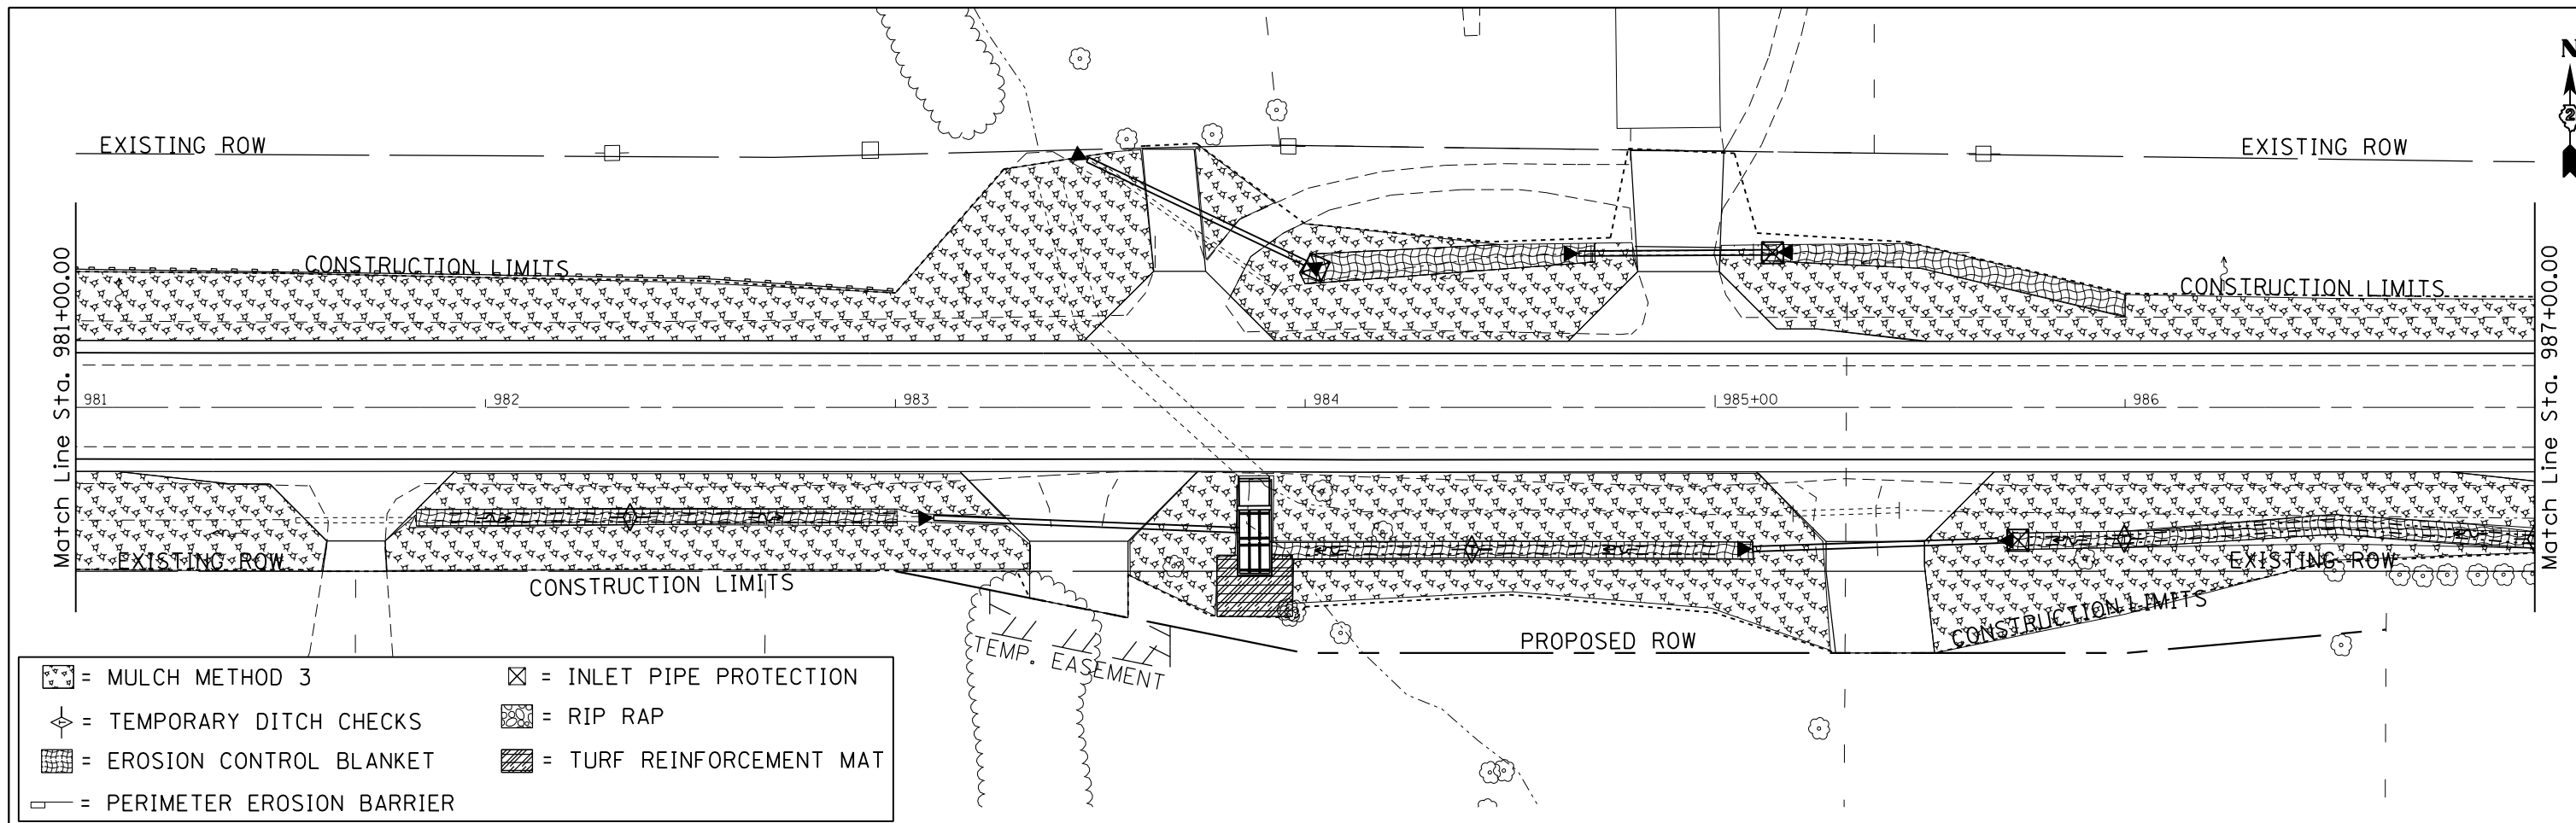 N
2
EXISTING ROW
EXISTING ROW
CONSTRUCTION LIMITS
CONSTRUCTION LIMITS
Match Line Sta. 981+00.00
Match Line Sta. 987+00.00
981
982
983
984
985+00
986
EXISTING ROW
EXISTING ROW
CONSTRUCTION LIMITS
CONSTRUCTION LIMITS
PROPOSED ROW
TEMP. EASEMENT
= MULCH METHOD 3
= INLET PIPE PROTECTION
= TEMPORARY DITCH CHECKS
= RIP RAP
= EROSION CONTROL BLANKET
= TURF REINFORCEMENT MAT
= PERIMETER EROSION BARRIER